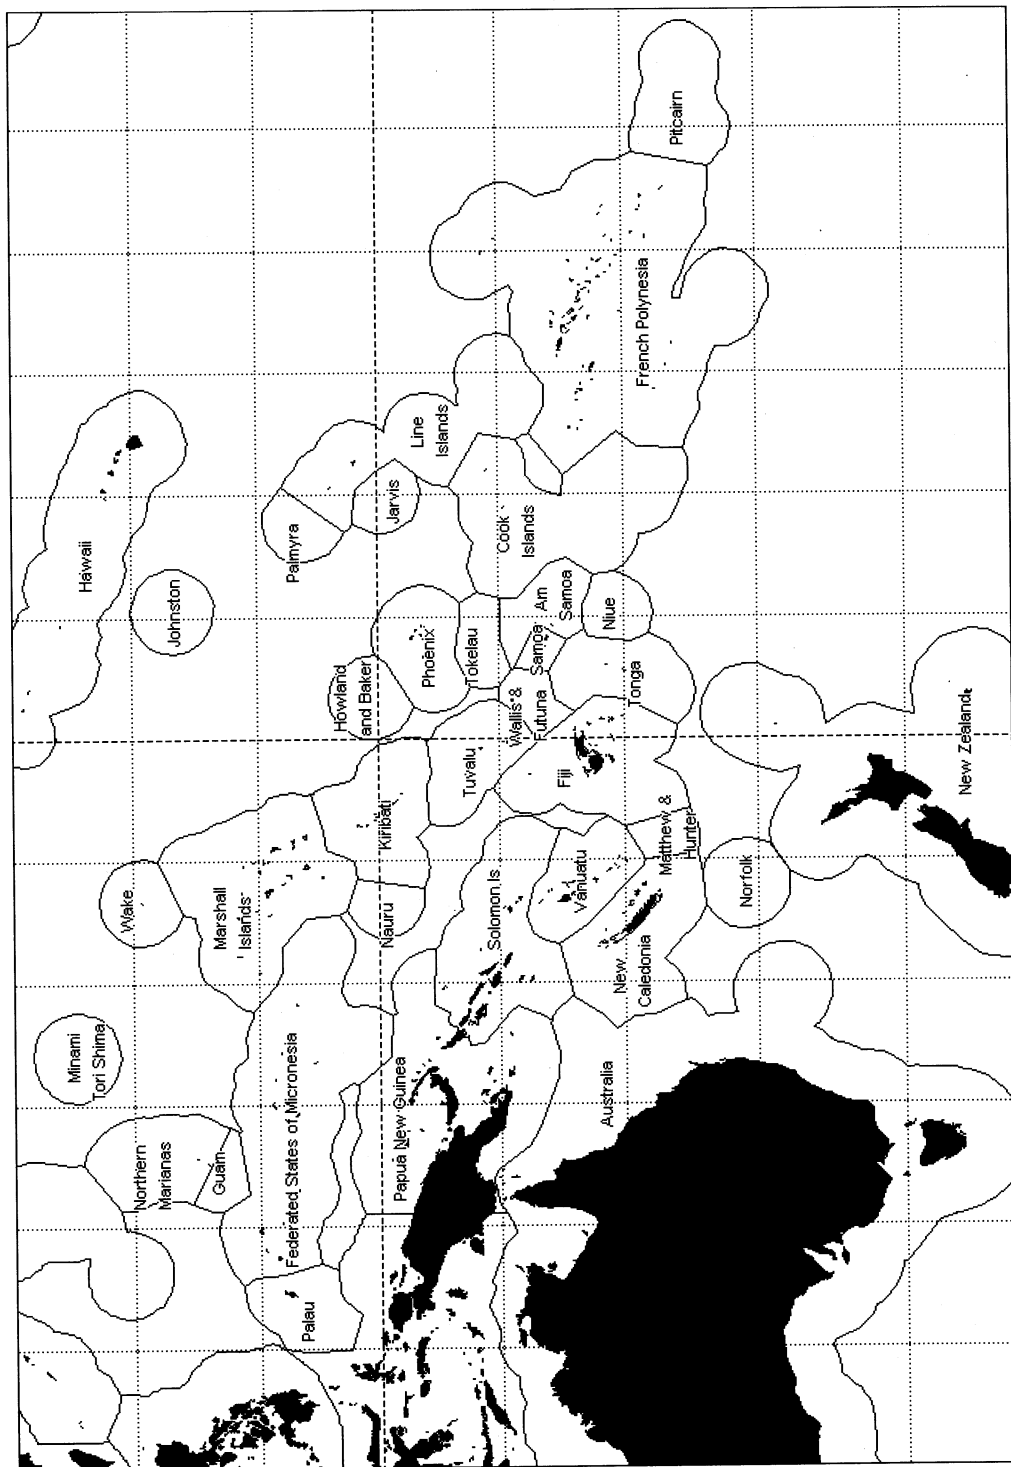 Hawaii
Johnston
Wake
Minami
Tori Shima
Northern
Marianas
Guam
Marshall
Islands
Palmyra
Howland
and Baker
Federated States of Micronesia
Palau
Jarvis
Line
Islands
Kiribati
Nauru
Phoenix
Tokelau
Tuvalu
Papua New Guinea
Solomon Is.
Cook
Islands
Wallis &
Futuna
Samoa
Am
Samoa
Niue
Tonga
Fiji
Vanuatu
New
Caledonia
Matthew &
Hunter
French Polynesia
Pitcairn
Australia
Norfolk
New Zealand